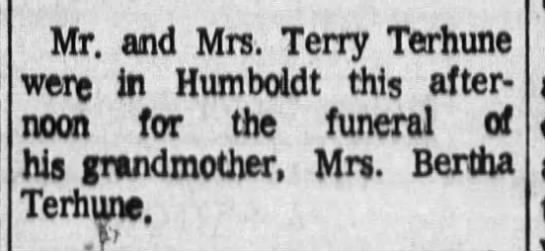 Mr. and Mrs. Terry Terhune
were in Humboldt this after-
noon for the funeral of
his grandmother, Mrs. Bertha
Terhune.